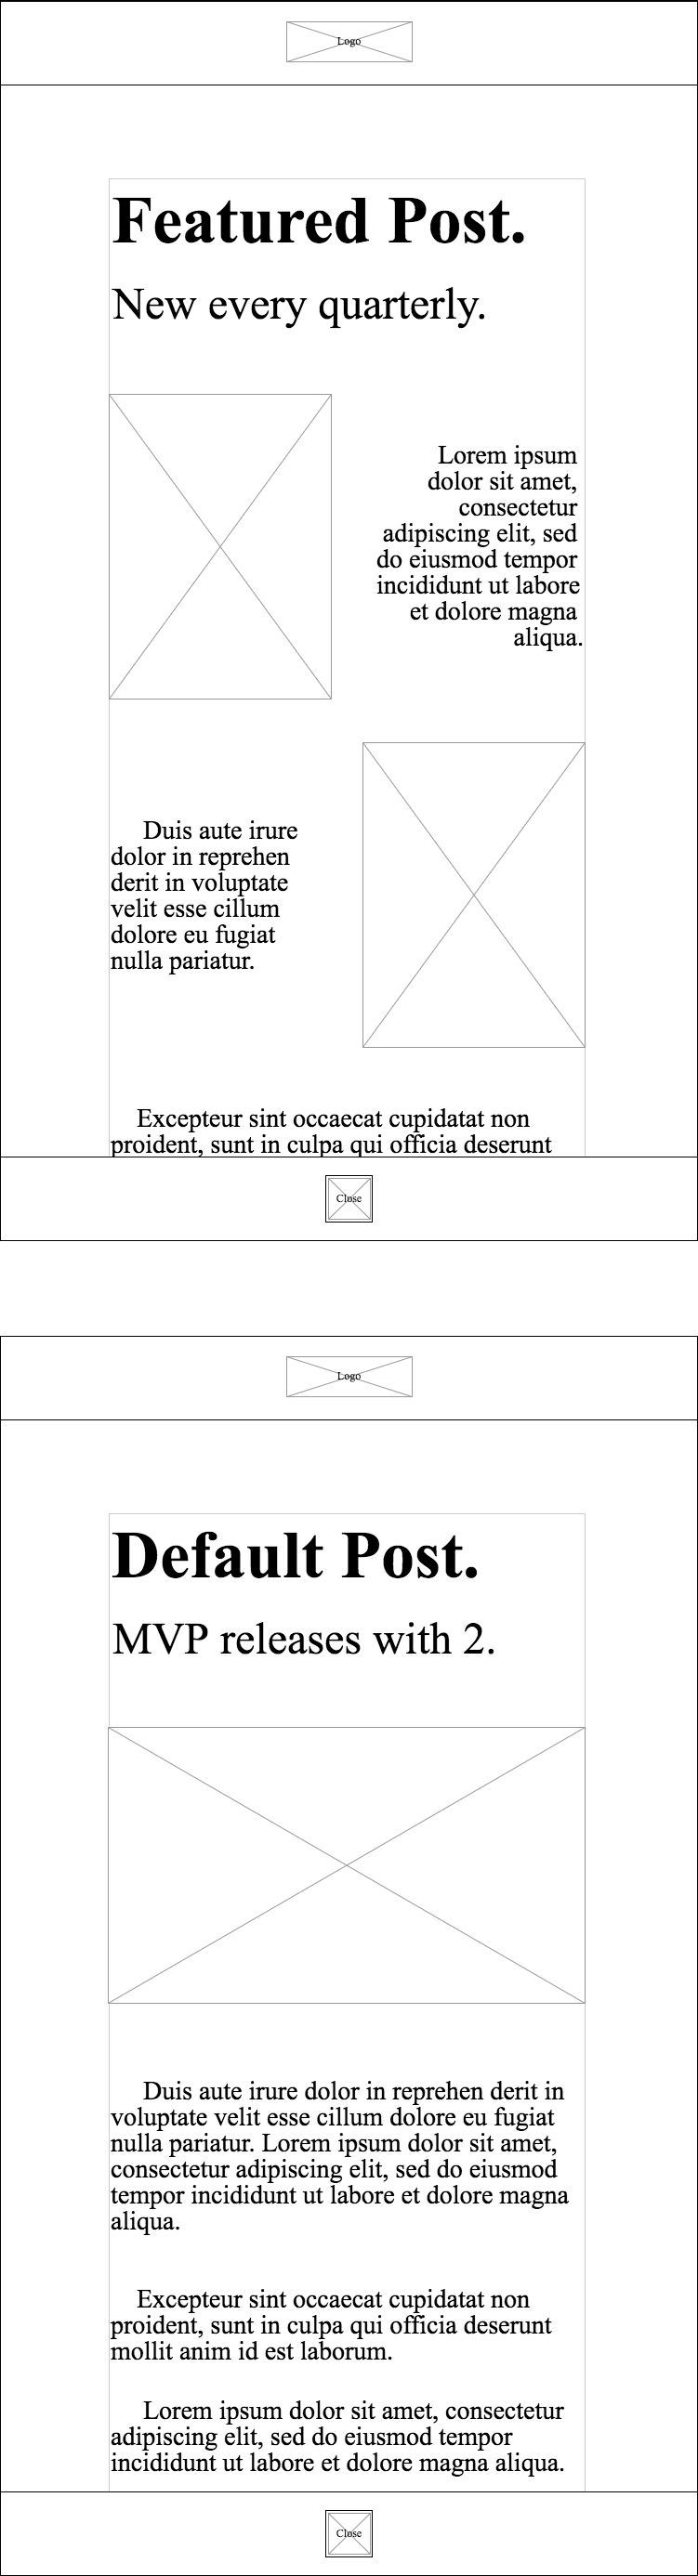 Logo
Featured Post.
New every quarterly.
Lorem ipsum
dolor sit amet,
consectetur
adipiscing elit, sed
do eiusmod tempor
incididunt ut labore
et dolore magna
aliqua.
Duis aute irure
dolor in reprehen
derit in voluptate
velit esse cillum
dolore eu fugiat
nulla pariatur.
Excepteur sint occaecat cupidatat non
proident, sunt in culpa qui officia deserunt
Close
Logo
Default Post.
MVP releases with 2.
Duis aute irure dolor in reprehen derit in
voluptate velit esse cillum dolore eu fugiat
nulla pariatur. Lorem ipsum dolor sit amet,
consectetur adipiscing elit, sed do eiusmod
tempor incididunt ut labore et dolore magna
aliqua.
Excepteur sint occaecat cupidatat non
proident, sunt in culpa qui officia deserunt
mollit anim id est laborum.
Lorem ipsum dolor sit amet, consectetur
adipiscing elit, sed do eiusmod tempor
incididunt ut labore et dolore magna aliqua.
Close